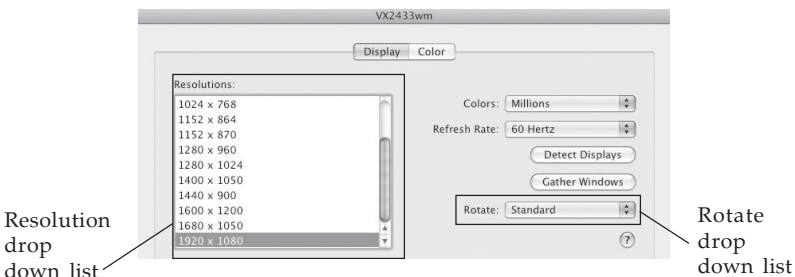 VX2433wm
Display Color
Resolutions:
1024 x 768
1152 x 864
1152 x 870
1280 x 960
1280 x 1024
1400 x 1050
1440 x 900
1600 x 1200
1680 x 1050
1920 x 1080
Colors: Millions
Refresh Rate: 60 Hertz
Detect Displays
Gather Windows
Rotate: Standard
?
Resolution
drop
down list
Rotate
drop
down list